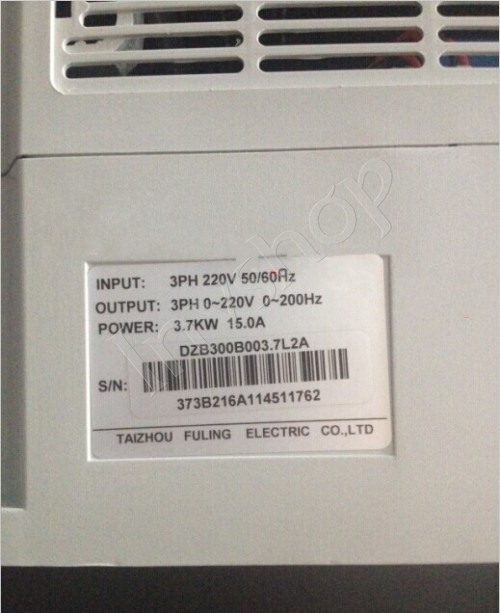 INPUT: 3PH 220V 50/60Hz
OUTPUT: 3PH 0~220V 0~200Hz
POWER: 3.7KW 15.0A
DZB300B003.7L2A
S/N:
373B216A114511762
TAIZHOU FULING ELECTRIC CO.,LTD